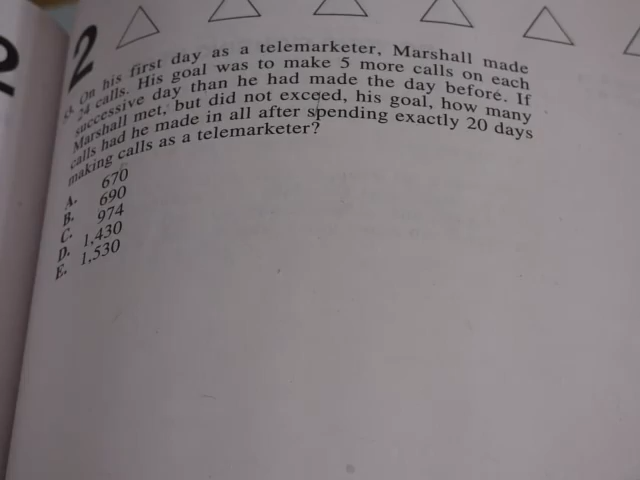 2
On his first day as a telemarketer, Marshall made
24 calls. His goal was to make 5 more calls on each
successive day than he had made the day before. If
Marshall met, but did not exceed, his goal, how many
calls had he made in all after spending exactly 20 days
making calls as a telemarketer?
A. 670
B. 690
C. 974
D. 1,430
E. 1,530